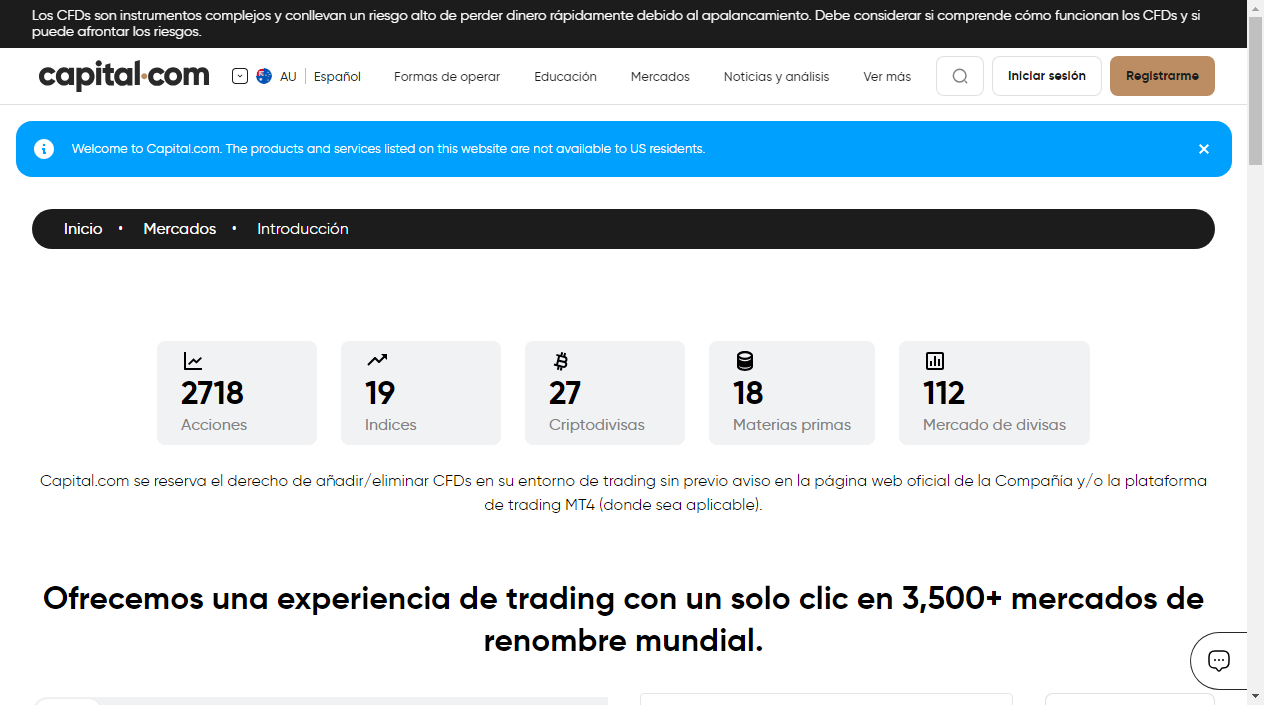 Los CFDs son instrumentos complejos y conllevan un riesgo alto de perder dinero rápidamente debido al apalancamiento. Debe considerar si comprende cómo funcionan los CFDs y si
puede afrontar los riesgos.
capital.com
AU
Español
Formas de operar
Educación
Mercados
Noticias y análisis
Ver más
Iniciar sesión
Registrarme
Welcome to Capital.com. The products and services listed on this website are not available to US residents.
Inicio • Mercados • Introducción
2718
Acciones
19
Indices
27
Criptodivisas
18
Materias primas
112
Mercado de divisas
Capital.com se reserva el derecho de añadir/eliminar CFDs en su entorno de trading sin previo aviso en la página web oficial de la Compañía y/o la plataforma
de trading MT4 (donde sea aplicable).
Ofrecemos una experiencia de trading con un solo clic en 3,500+ mercados de
renombre mundial.